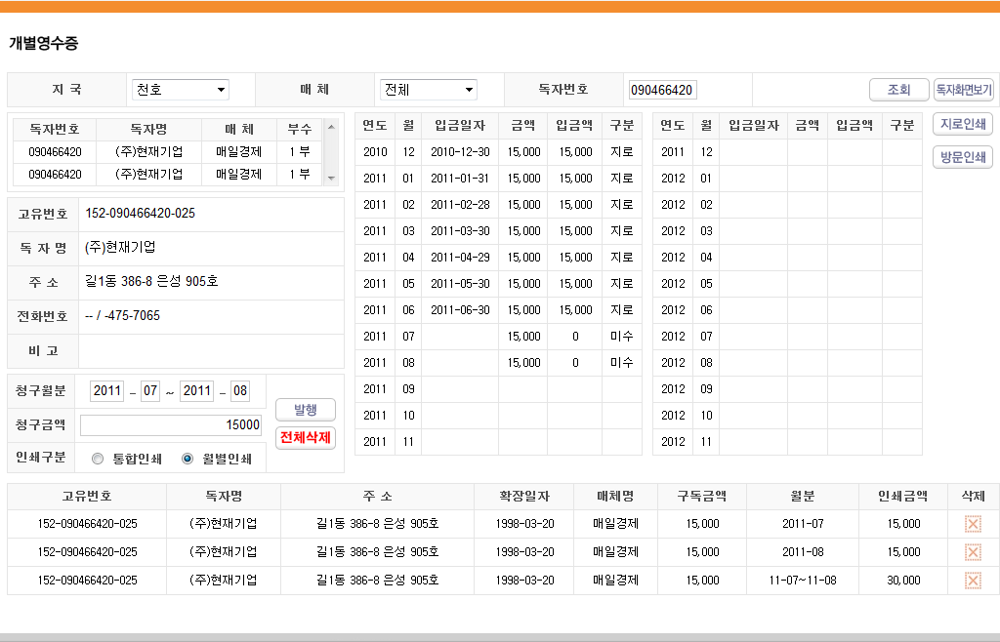 개별영수증
지 국 천호 매 체 전체 독자번호 090466420 조회 독자화면보기
독자번호 독자명 매 체 부수
090466420 (주)현재기업 매일경제 1 부
090466420 (주)현재기업 매일경제 1 부
고유번호 152-090466420-025
독 자 명 (주)현재기업
주 소 길1동 386-8 은성 905호
전화번호 -- / -475-7065
비 고
청구월분 2011 - 07 ~ 2011 - 08
청구금액 15000
인쇄구분 통합인쇄 월별인쇄
발행
전체삭제
연도 월 입금일자 금액 입금액 구분
2010 12 2010-12-30 15,000 15,000 지로
2011 01 2011-01-31 15,000 15,000 지로
2011 02 2011-02-28 15,000 15,000 지로
2011 03 2011-03-30 15,000 15,000 지로
2011 04 2011-04-29 15,000 15,000 지로
2011 05 2011-05-30 15,000 15,000 지로
2011 06 2011-06-30 15,000 15,000 지로
2011 07 15,000 0 미수
2011 08 15,000 0 미수
2011 09
2011 10
2011 11
연도 월 입금일자 금액 입금액 구분
2011 12
2012 01
2012 02
2012 03
2012 04
2012 05
2012 06
2012 07
2012 08
2012 09
2012 10
2012 11
지로인쇄
방문인쇄
고유번호 독자명 주 소 확장일자 매체명 구독금액 월분 인쇄금액 삭제
152-090466420-025 (주)현재기업 길1동 386-8 은성 905호 1998-03-20 매일경제 15,000 2011-07 15,000
152-090466420-025 (주)현재기업 길1동 386-8 은성 905호 1998-03-20 매일경제 15,000 2011-08 15,000
152-090466420-025 (주)현재기업 길1동 386-8 은성 905호 1998-03-20 매일경제 15,000 11-07~11-08 30,000